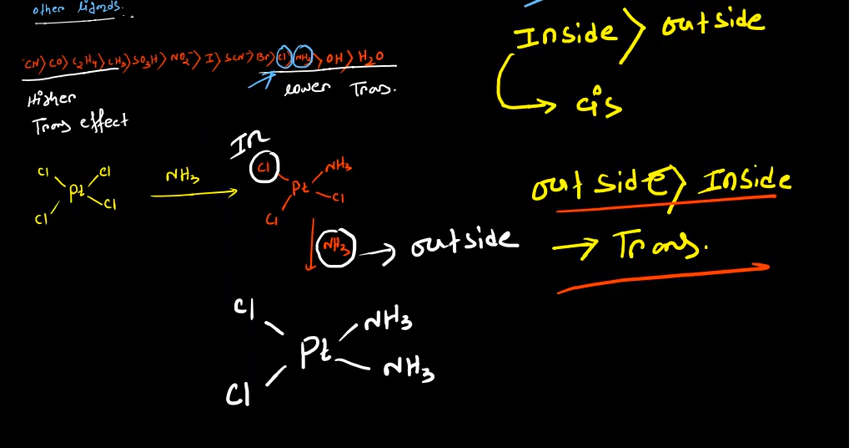 other ligands.
Inside > outside
→ cis
⁻CN > CO > C2H4 > CH3 > SO3H > NO2⁻ > I > SCN > Br > Cl > NH3 > OH > H2O
Higher
Trans effect
lower Trans.
IN
Cl Cl Pt Cl Cl
NH3
Cl NH3 Pt Cl Cl
outside > Inside
→ Trans.
NH3 → outside
Cl NH3
Pt
Cl NH3